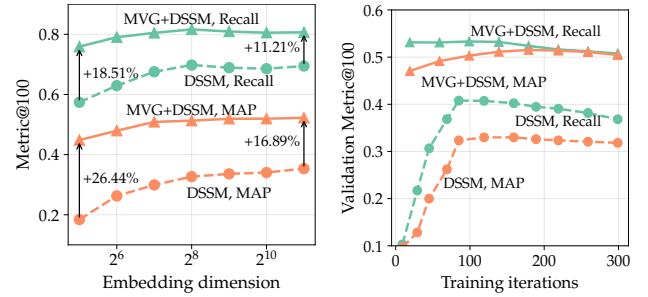 Metric@100
0.8
0.6
0.4
0.2
MVG+DSSM, Recall
+11.21%
+18.51%
DSSM, Recall
MVG+DSSM, MAP
+16.89%
+26.44%
DSSM, MAP
2^6
2^8
2^10
Embedding dimension
Validation Metric@100
0.6
0.5
0.4
0.3
0.2
0.1
MVG+DSSM, Recall
MVG+DSSM, MAP
DSSM, Recall
DSSM, MAP
0
100
200
300
Training iterations